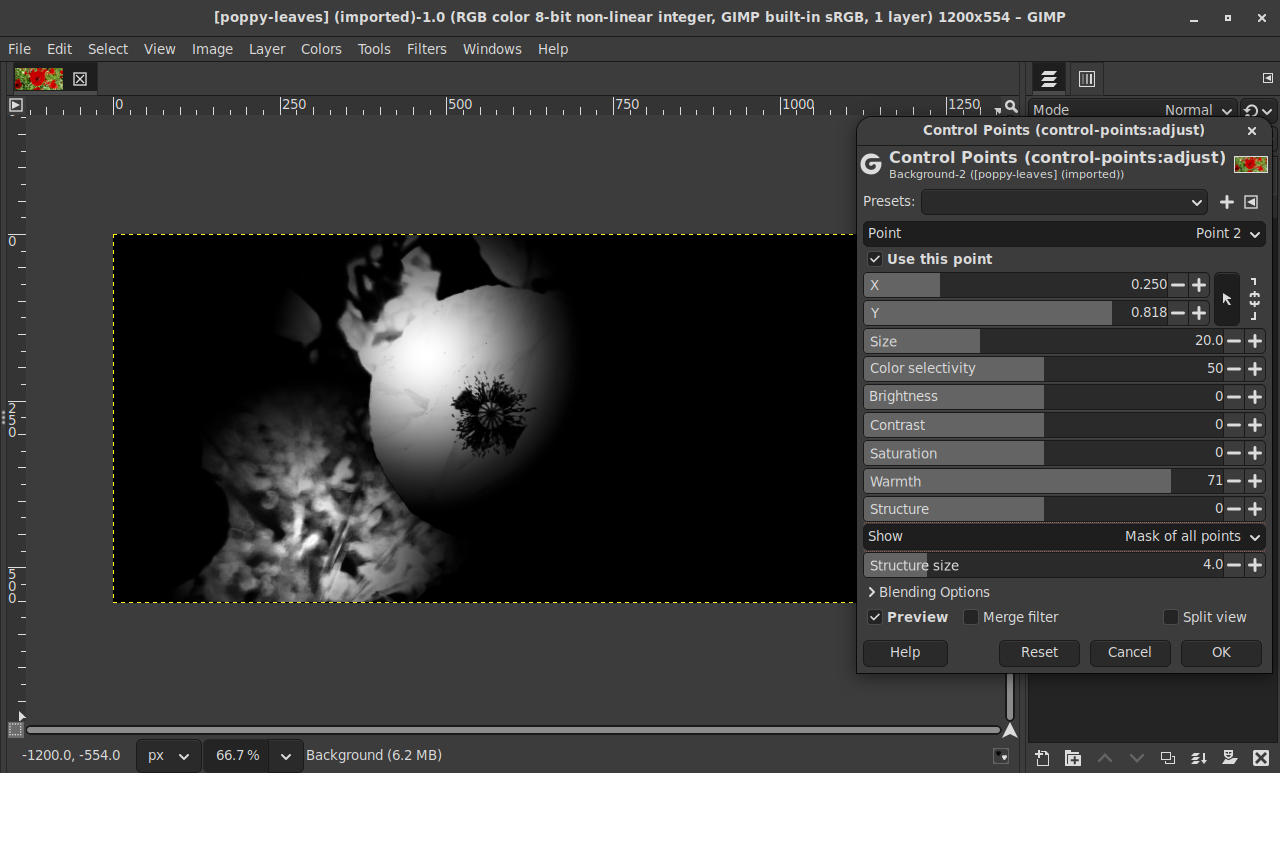 [poppy-leaves] (imported)-1.0 (RGB color 8-bit non-linear integer, GIMP built-in sRGB, 1 layer) 1200x554 – GIMP
File Edit Select View Image Layer Colors Tools Filters Windows Help
0 250 500 750 1000 1250
Mode Normal
Control Points (control-points:adjust)
Control Points (control-points:adjust)
Background-2 ([poppy-leaves] (imported))
Presets:
Point Point 2
Use this point
X 0.250
Y 0.818
Size 20.0
Color selectivity 50
Brightness 0
Contrast 0
Saturation 0
Warmth 71
Structure 0
Show Mask of all points
Structure size 4.0
Blending Options
Preview Merge filter Split view
Help Reset Cancel OK
0
250
500
-1200.0, -554.0 px 66.7 % Background (6.2 MB)